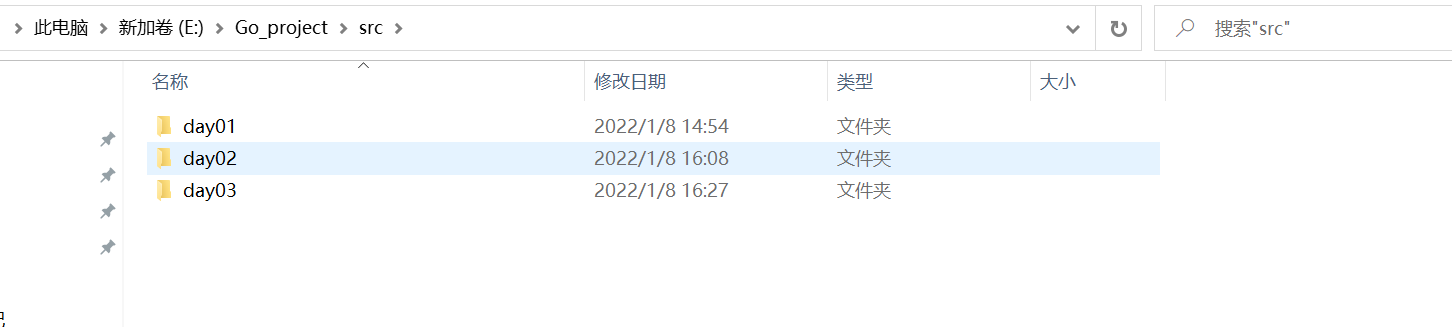 此电脑 新加卷 (E:) Go_project src 搜索"src"
名称 修改日期 类型 大小
day01 2022/1/8 14:54 文件夹
day02 2022/1/8 16:08 文件夹
day03 2022/1/8 16:27 文件夹